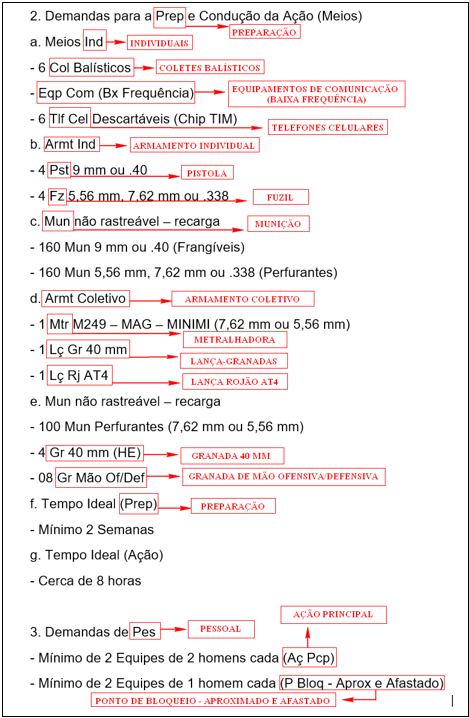 2. Demandas para a Prep e Condução da Ação (Meios)
PREPARAÇÃO
a. Meios Ind
INDIVIDUAIS
- 6 Col Balísticos
COLETES BALÍSTICOS
- Eqp Com (Bx Frequência)
EQUIPAMENTOS DE COMUNICAÇÃO
(BAIXA FREQUÊNCIA)
- 6 Tlf Cel Descartáveis (Chip TIM)
TELEFONES CELULARES
b. Armt Ind
ARMAMENTO INDIVIDUAL
- 4 Pst 9 mm ou .40
PISTOLA
- 4 Fz 5,56 mm, 7,62 mm ou .338
FUZIL
c. Mun não rastreável – recarga
MUNIÇÃO
- 160 Mun 9 mm ou .40 (Frangíveis)
- 160 Mun 5,56 mm, 7,62 mm ou .338 (Perfurantes)
d. Armt Coletivo
ARMAMENTO COLETIVO
- 1 Mtr M249 – MAG – MINIMI (7,62 mm ou 5,56 mm)
METRALHADORA
- 1 Lç Gr 40 mm
LANÇA-GRANADAS
- 1 Lç Rj AT4
LANÇA ROJÃO AT4
e. Mun não rastreável – recarga
- 100 Mun Perfurantes (7,62 mm ou 5,56 mm)
- 4 Gr 40 mm (HE)
GRANADA 40 MM
- 08 Gr Mão Of/Def
GRANADA DE MÃO OFENSIVA/DEFENSIVA
f. Tempo Ideal (Prep)
PREPARAÇÃO
- Mínimo 2 Semanas
g. Tempo Ideal (Ação)
- Cerca de 8 horas
3. Demandas de Pes
PESSOAL
AÇÃO PRINCIPAL
- Mínimo de 2 Equipes de 2 homens cada (Aç Pcp)
- Mínimo de 2 Equipes de 1 homem cada (P Bloq - Aprox e Afastado)
PONTO DE BLOQUEIO - APROXIMADO E AFASTADO